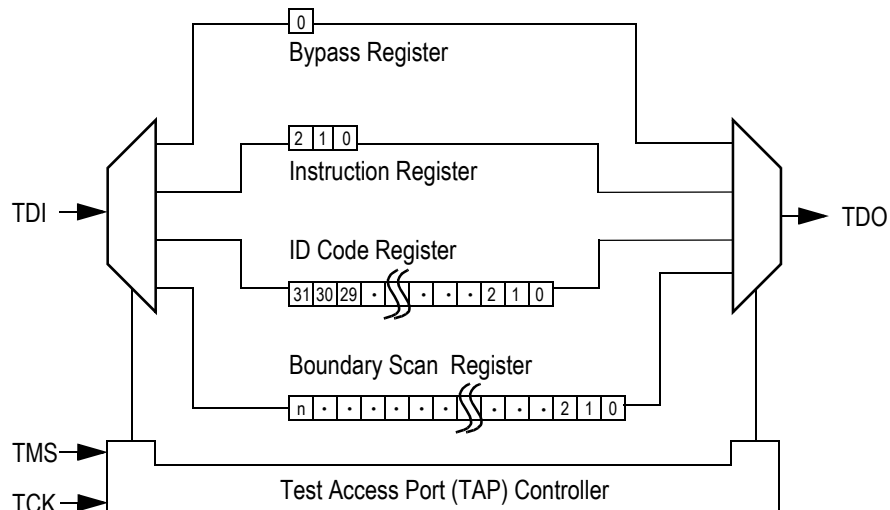 0
Bypass Register
2 1 0
Instruction Register
TDI
TDO
ID Code Register
31 30 29 · · · · 2 1 0
Boundary Scan Register
n · · · · · · · · · 2 1 0
TMS
Test Access Port (TAP) Controller
TCK